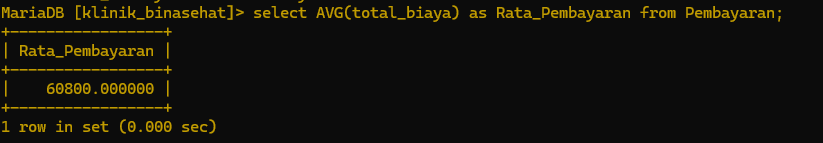 MariaDB [klinik_binasehat]> select AVG(total_biaya) as Rata_Pembayaran from Pembayaran;
+-----------------+
| Rata_Pembayaran |
+-----------------+
|    60800.000000 |
+-----------------+
1 row in set (0.000 sec)